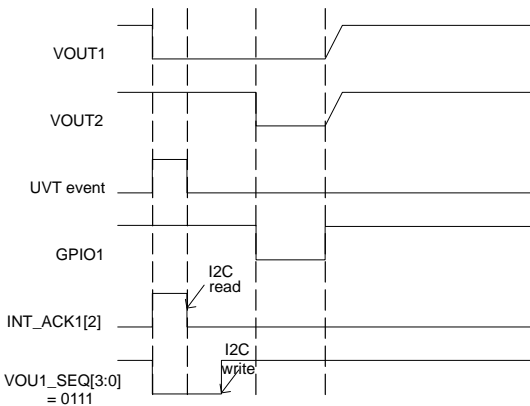 VOUT1
VOUT2
UVT event
GPIO1
I2C
read
INT_ACK1[2]
I2C
write
VOU1_SEQ[3:0]
= 0111